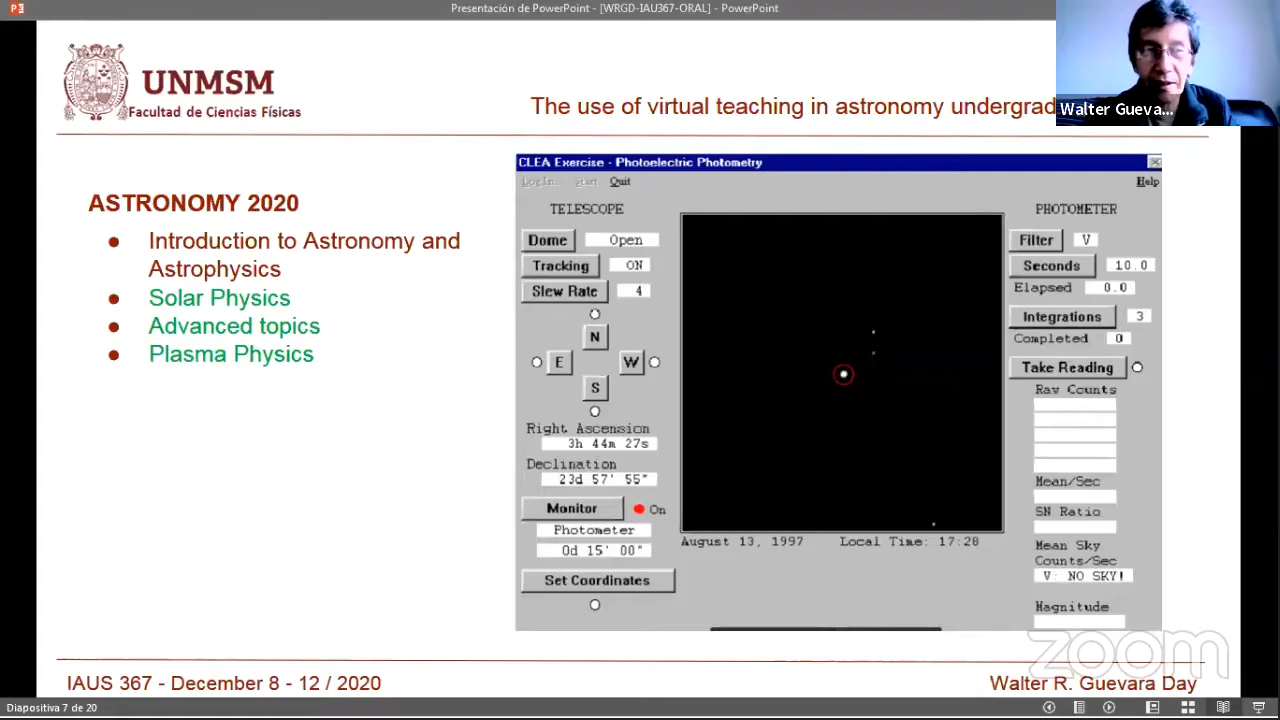 Presentación de PowerPoint - [WRGD-IAU367-ORAL] - PowerPoint
UNMSM
Facultad de Ciencias Físicas
The use of virtual teaching in astronomy undergrad
Walter Gueva...
ASTRONOMY 2020
Introduction to Astronomy and
Astrophysics
Solar Physics
Advanced topics
Plasma Physics
CLEA Exercise - Photoelectric Photometry
Log In... Start Quit Help
TELESCOPE
Dome Open
Tracking ON
Slew Rate 4
N
E W
S
Right Ascension
3h 44m 27s
Declination
23d 57' 55"
Monitor On
Photometer
0d 15' 00"
Set Coordinates
August 13, 1997 Local Time: 17:28
PHOTOMETER
Filter V
Seconds 10.0
Elapsed 0.0
Integrations 3
Completed 0
Take Reading
Raw Counts
Mean/Sec
SN Ratio
Mean Sky
Counts/Sec
V: NO SKY!
Magnitude
zoom
IAUS 367 - December 8 - 12 / 2020
Walter R. Guevara Day
Diapositiva 7 de 20